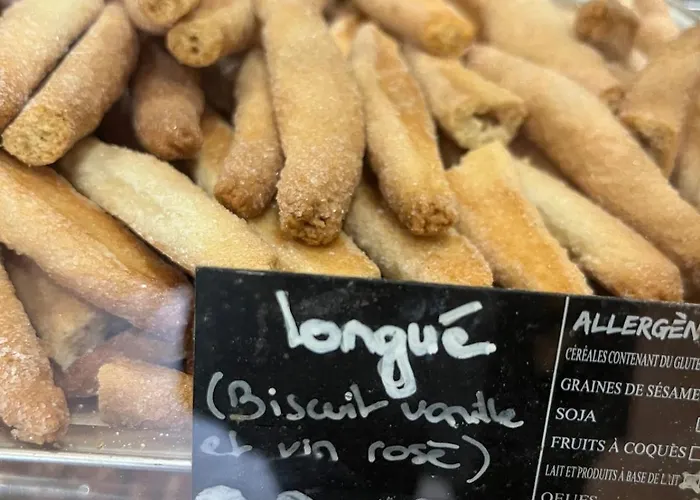 longué
(Biscuit vanille
et vin rosé)
ALLERGÈN
CÉRÉALES CONTENANT DU GLUTE
GRAINES DE SÉSAME
SOJA
FRUITS À COQUES
LAIT ET PRODUITS À BASE DE LAIT
OEUFS